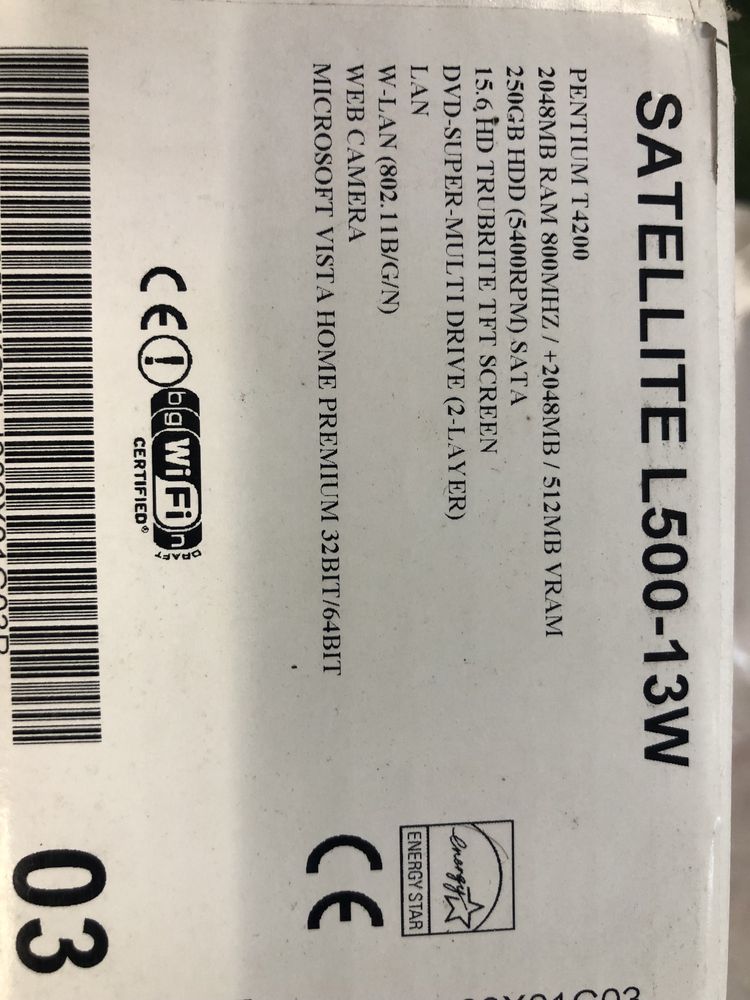 SATELLITE L500-13W
PENTIUM T4200
2048MB RAM 800MHZ / +2048MB / 512MB VRAM
250GB HDD (5400RPM) SATA
15.6 HD TRUBRITE TFT SCREEN
DVD-SUPER-MULTI DRIVE (2-LAYER)
LAN
W-LAN (802.11B/G/N)
WEB CAMERA
MICROSOFT VISTA HOME PREMIUM 32BIT/64BIT
energy
ENERGY STAR
CE
CE
b g WiFi n
DRAFT
CERTIFIED®
03